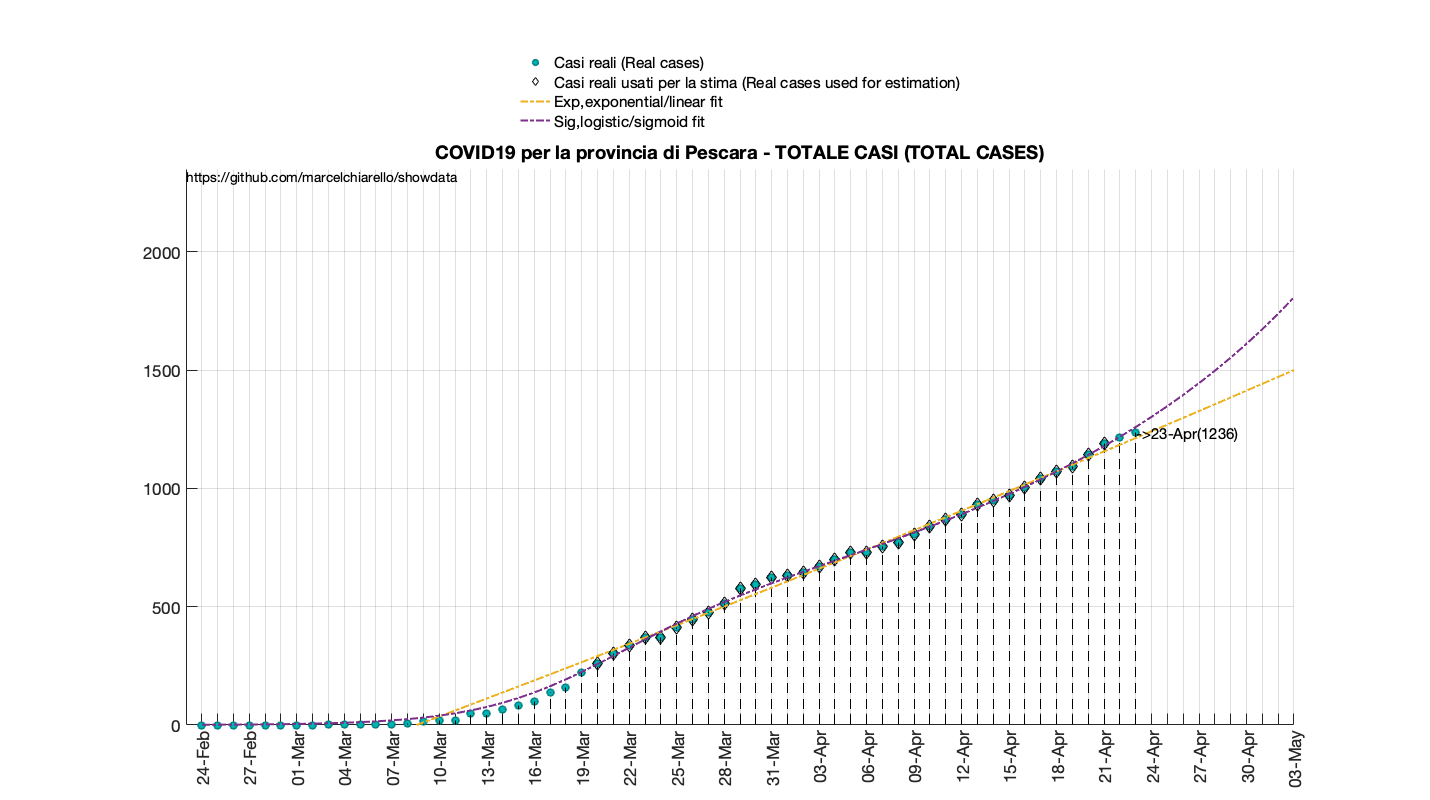 Casi reali (Real cases)
Casi reali usati per la stima (Real cases used for estimation)
Exp,exponential/linear fit
Sig,logistic/sigmoid fit
COVID19 per la provincia di Pescara - TOTALE CASI (TOTAL CASES)
https://github.com/marcelchiarello/showdata
2000
1500
->23-Apr(1236)
1000
500
0
24-Feb
27-Feb
01-Mar
04-Mar
07-Mar
10-Mar
13-Mar
16-Mar
19-Mar
22-Mar
25-Mar
28-Mar
31-Mar
03-Apr
06-Apr
09-Apr
12-Apr
15-Apr
18-Apr
21-Apr
24-Apr
27-Apr
30-Apr
03-May